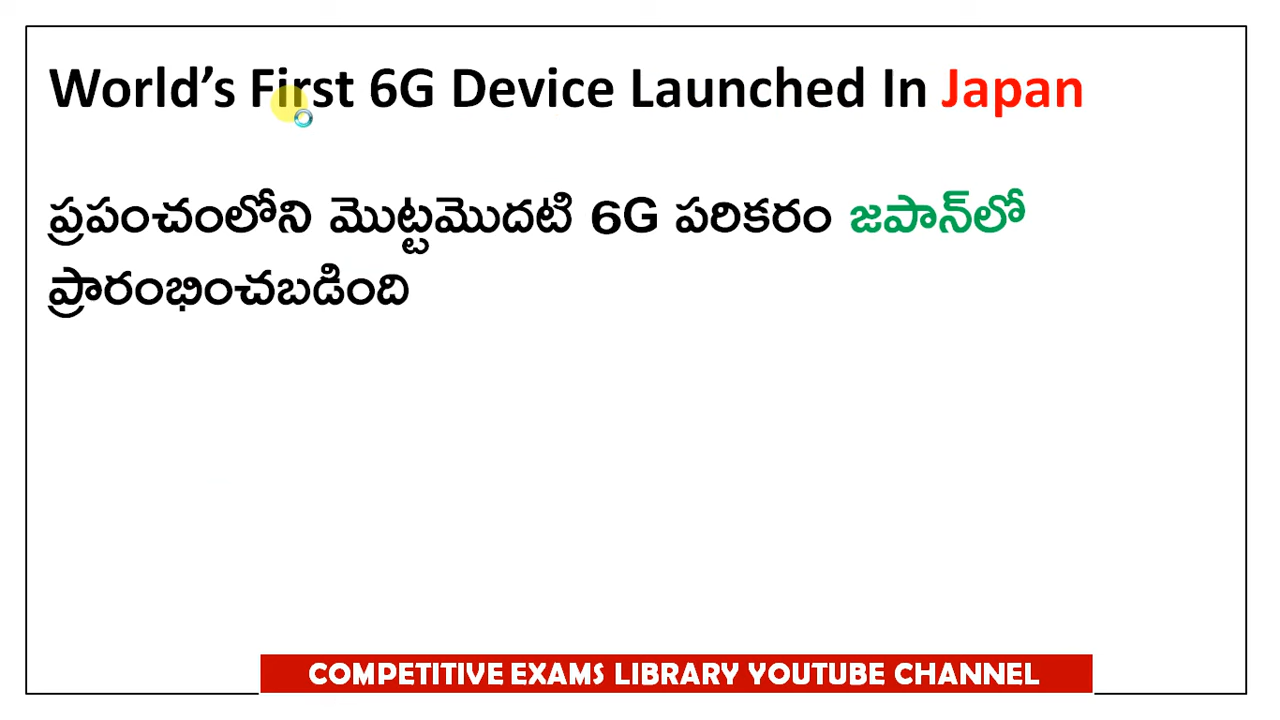 World’s First 6G Device Launched In Japan
ప్రపంచంలోని మొట్టమొదటి 6G పరికరం జపాన్‌లో
ప్రారంభించబడింది
COMPETITIVE EXAMS LIBRARY YOUTUBE CHANNEL